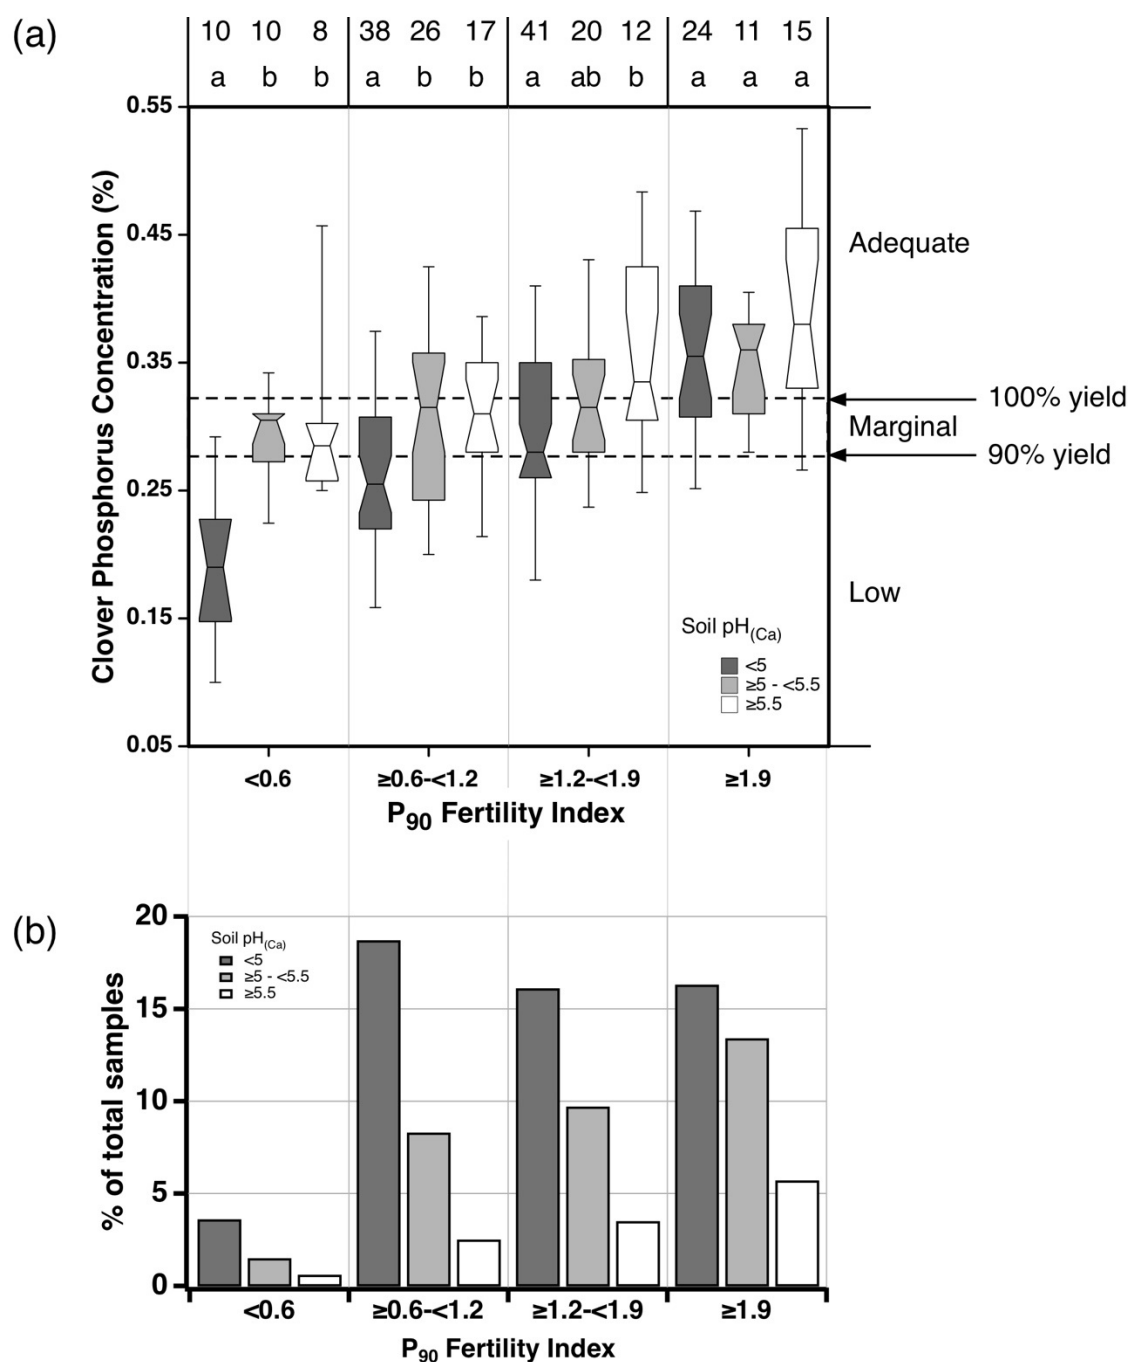 (a)
10 10 8 38 26 17 41 20 12 24 11 15
a b b a b b a ab b a a a
0.55
0.45
0.35
0.25
0.15
0.05
Clover Phosphorus Concentration (%)
Adequate
100% yield
Marginal
90% yield
Low
Soil pH(Ca)
<5
≥5 - <5.5
≥5.5
<0.6 ≥0.6-<1.2 ≥1.2-<1.9 ≥1.9
P90 Fertility Index
(b)
20
15
10
5
0
% of total samples
Soil pH(Ca)
<5
≥5 - <5.5
≥5.5
<0.6 ≥0.6-<1.2 ≥1.2-<1.9 ≥1.9
P90 Fertility Index